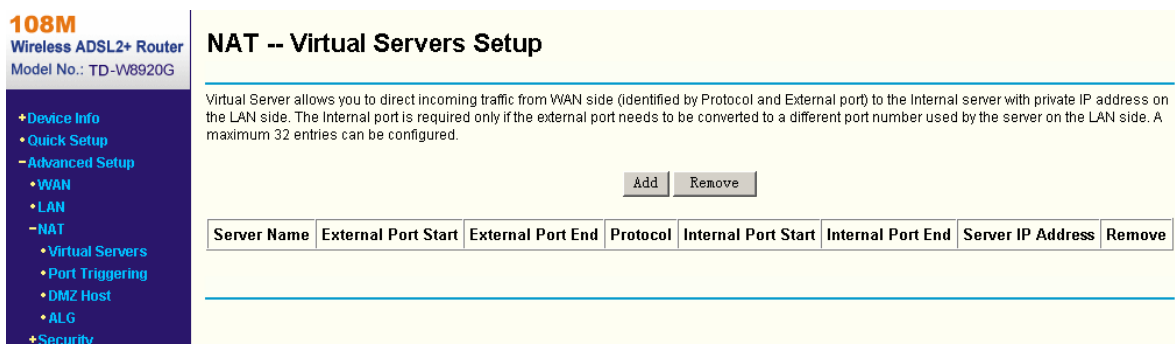 108M
Wireless ADSL2+ Router
Model No.: TD-W8920G
+Device Info
•Quick Setup
−Advanced Setup
•WAN
•LAN
−NAT
•Virtual Servers
•Port Triggering
•DMZ Host
•ALG
+Security
NAT -- Virtual Servers Setup
Virtual Server allows you to direct incoming traffic from WAN side (identified by Protocol and External port) to the Internal server with private IP address on
the LAN side. The Internal port is required only if the external port needs to be converted to a different port number used by the server on the LAN side. A
maximum 32 entries can be configured.
Add Remove
Server Name External Port Start External Port End Protocol Internal Port Start Internal Port End Server IP Address Remove